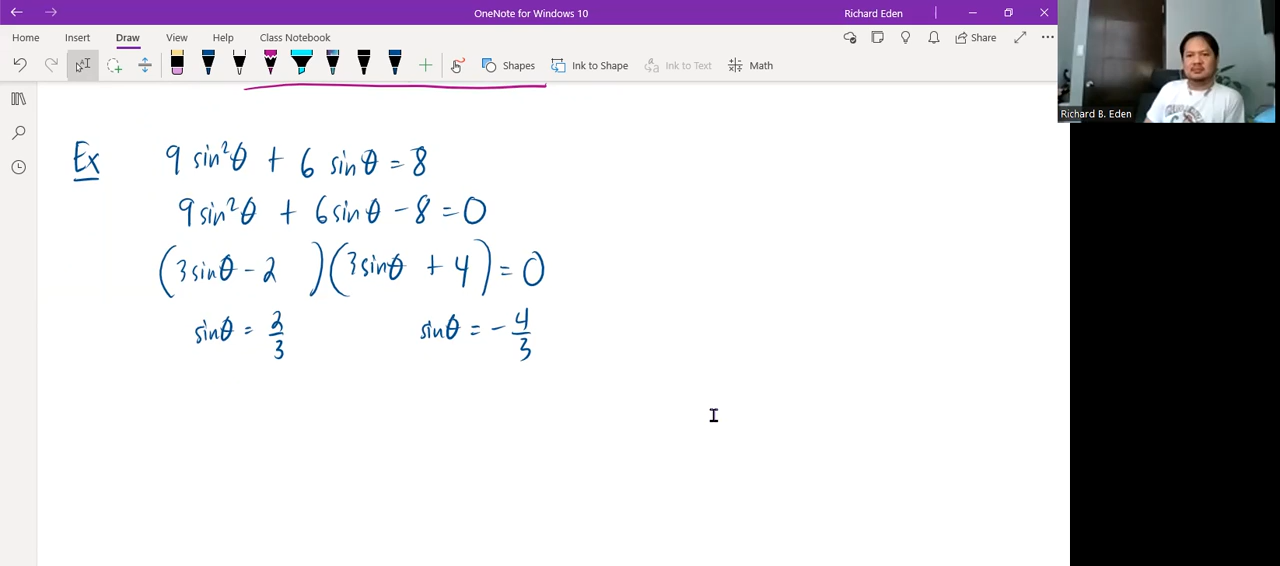 OneNote for Windows 10
Richard Eden
Home Insert Draw View Help Class Notebook
Share
Shapes Ink to Shape Ink to Text Math
Richard B. Eden
Ex 9 sin²θ + 6 sinθ = 8
9 sin²θ + 6 sinθ - 8 = 0
(3 sinθ - 2 )(3 sinθ + 4) = 0
sinθ = 2/3 sinθ = - 4/3